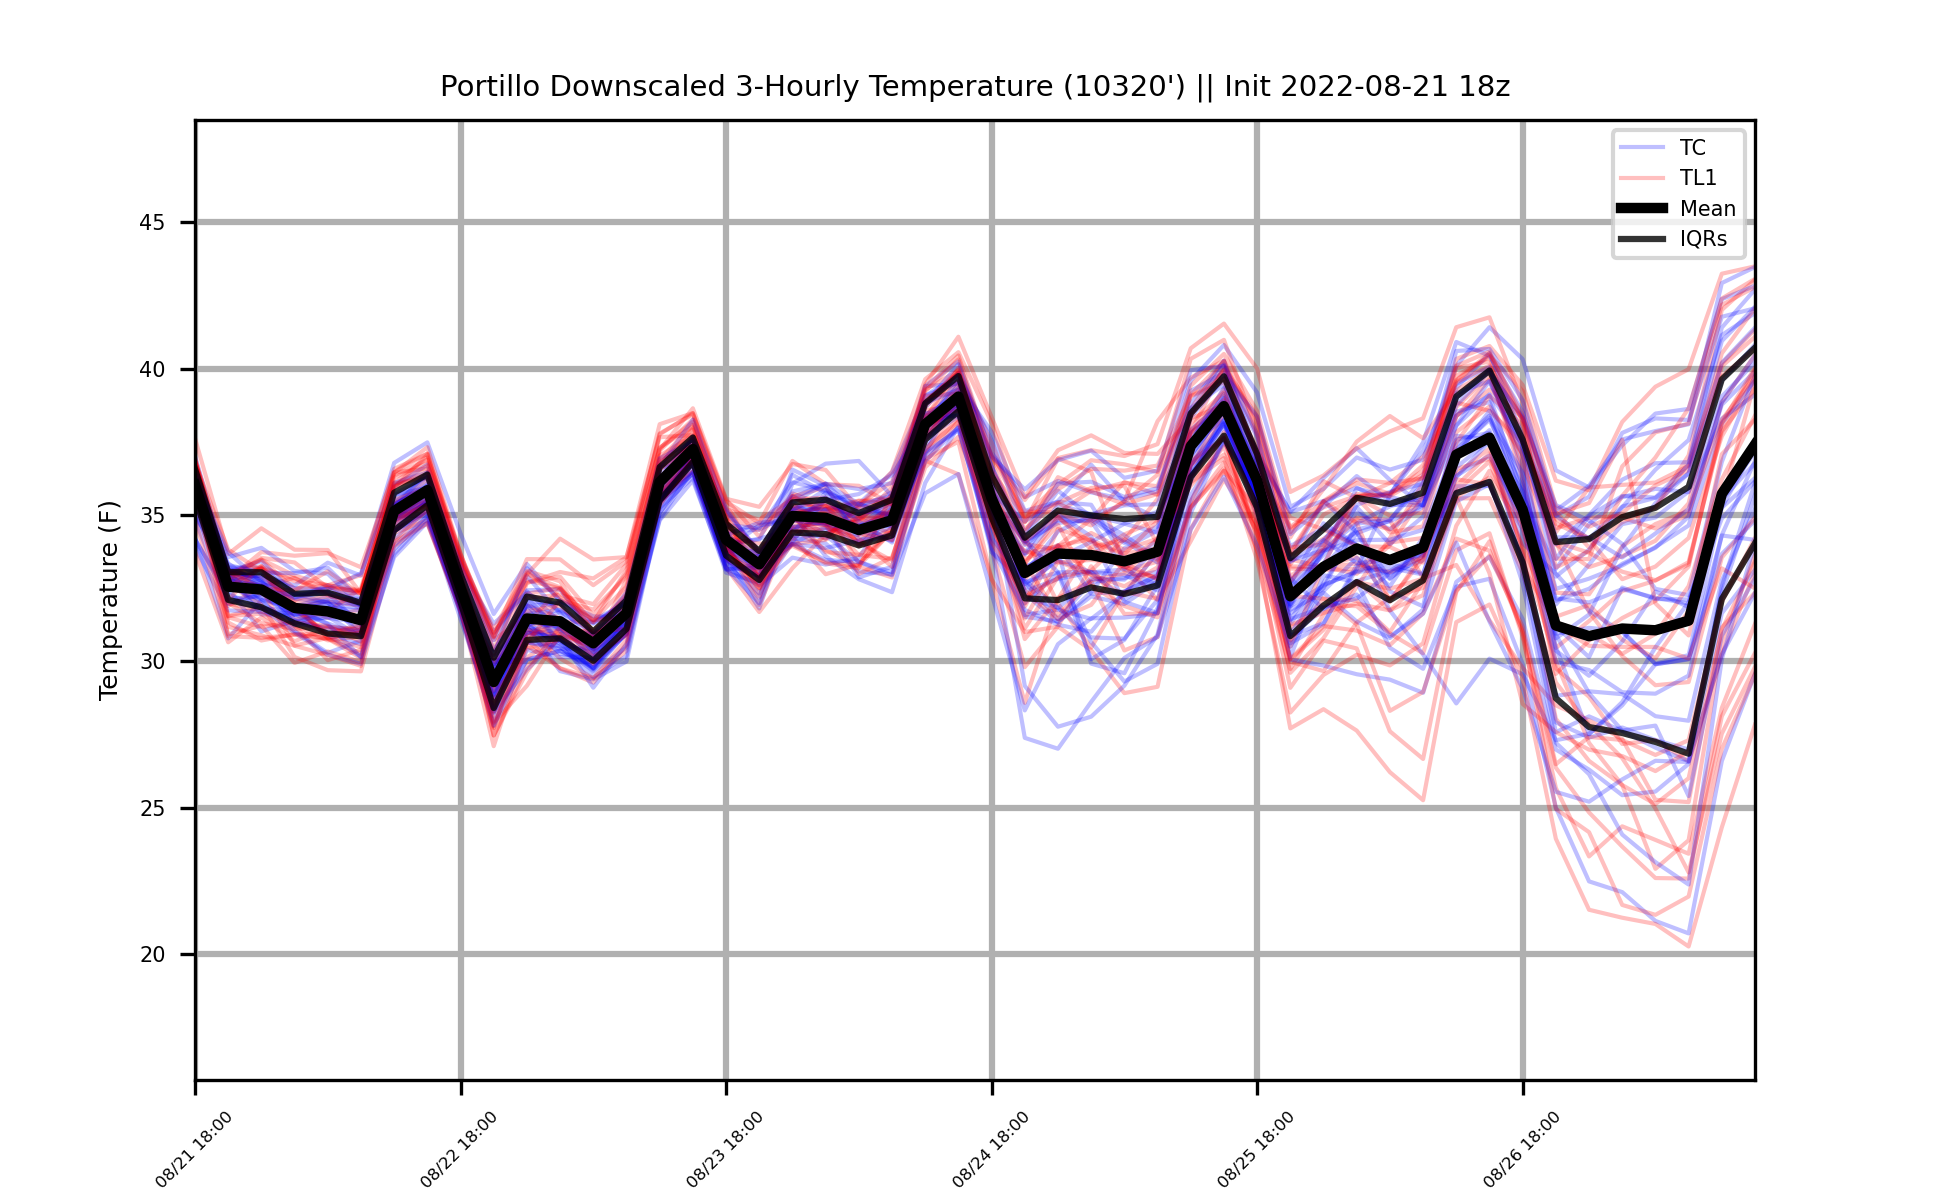 Portillo Downscaled 3-Hourly Temperature (10320') || Init 2022-08-21 18z
TC
TL1
Mean
IQRs
Temperature (F)
45
40
35
30
25
20
08/21 18:00
08/22 18:00
08/23 18:00
08/24 18:00
08/25 18:00
08/26 18:00